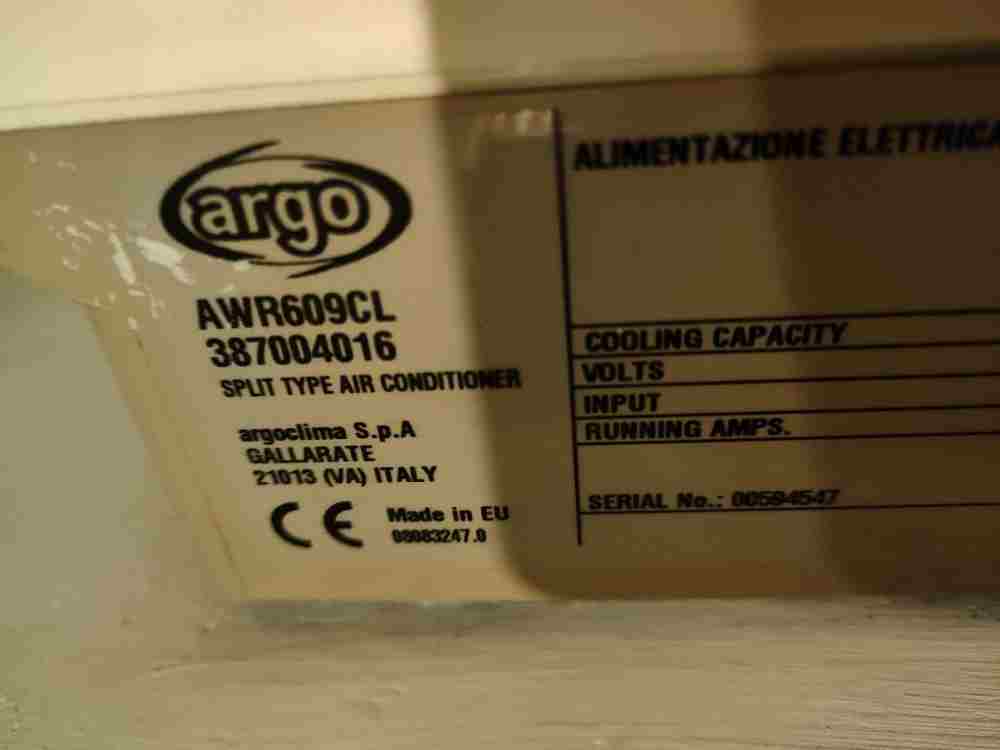 argo
AWR609CL
387004016
SPLIT TYPE AIR CONDITIONER
argoclima S.p.A
GALLARATE
21013 (VA) ITALY
CE Made in EU
08083247.0
ALIMENTAZIONE ELETTRICA
COOLING CAPACITY
VOLTS
INPUT
RUNNING AMPS.
SERIAL No.: 00594547